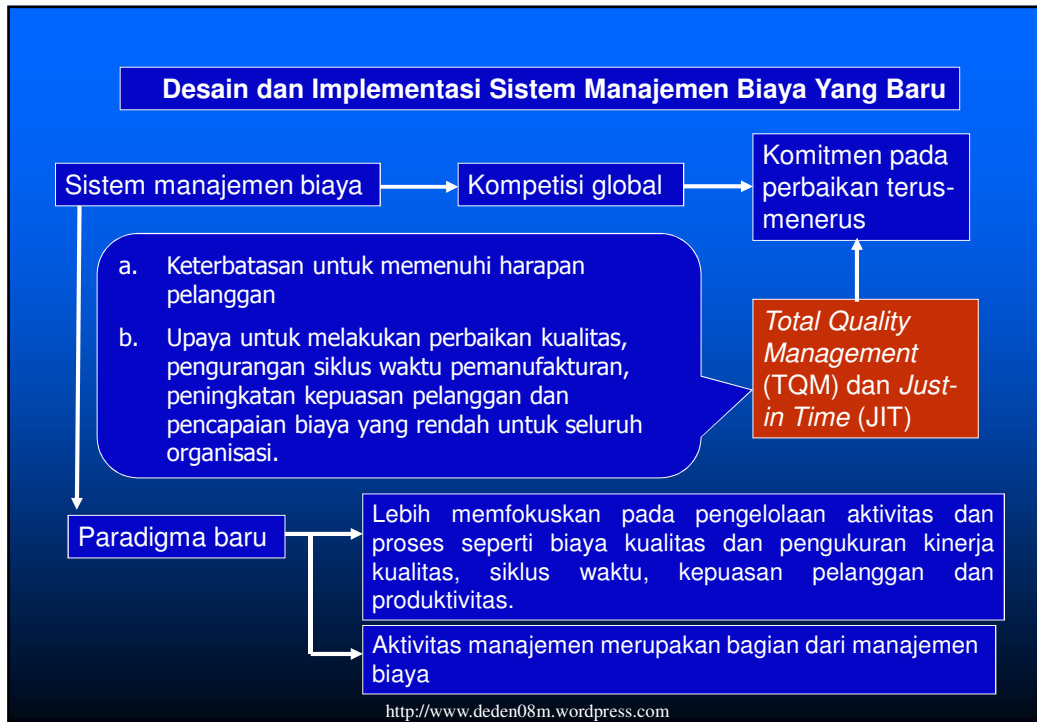 Desain dan Implementasi Sistem Manajemen Biaya Yang Baru
Sistem manajemen biaya
Kompetisi global
Komitmen pada
perbaikan terus-
menerus
a. Keterbatasan untuk memenuhi harapan
pelanggan
b. Upaya untuk melakukan perbaikan kualitas,
pengurangan siklus waktu pemanufakturan,
peningkatan kepuasan pelanggan dan
pencapaian biaya yang rendah untuk seluruh
organisasi.
Total Quality
Management
(TQM) dan Just-
in Time (JIT)
Paradigma baru
Lebih memfokuskan pada pengelolaan aktivitas dan
proses seperti biaya kualitas dan pengukuran kinerja
kualitas, siklus waktu, kepuasan pelanggan dan
produktivitas.
Aktivitas manajemen merupakan bagian dari manajemen
biaya
http://www.deden08m.wordpress.com